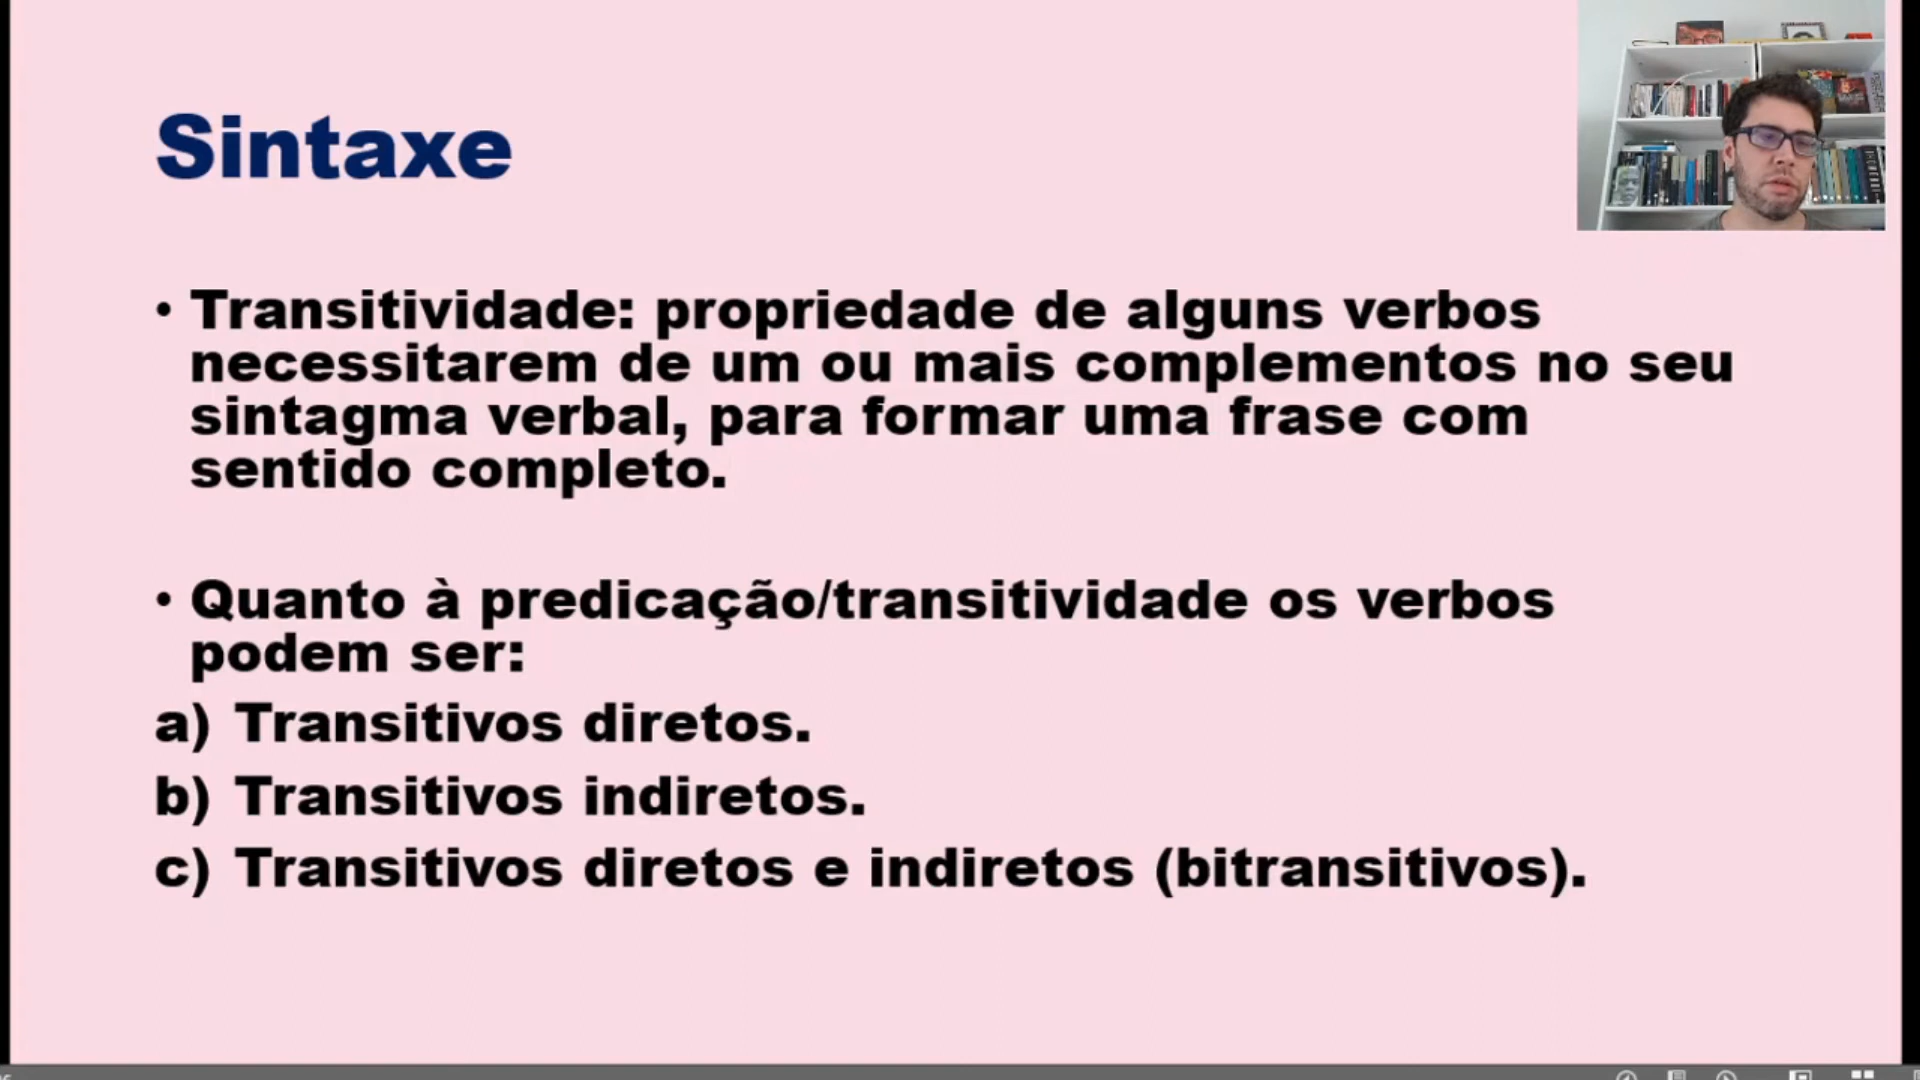 Sintaxe
• Transitividade: propriedade de alguns verbos
necessitarem de um ou mais complementos no seu
sintagma verbal, para formar uma frase com
sentido completo.
• Quanto à predicação/transitividade os verbos
podem ser:
a) Transitivos diretos.
b) Transitivos indiretos.
c) Transitivos diretos e indiretos (bitransitivos).